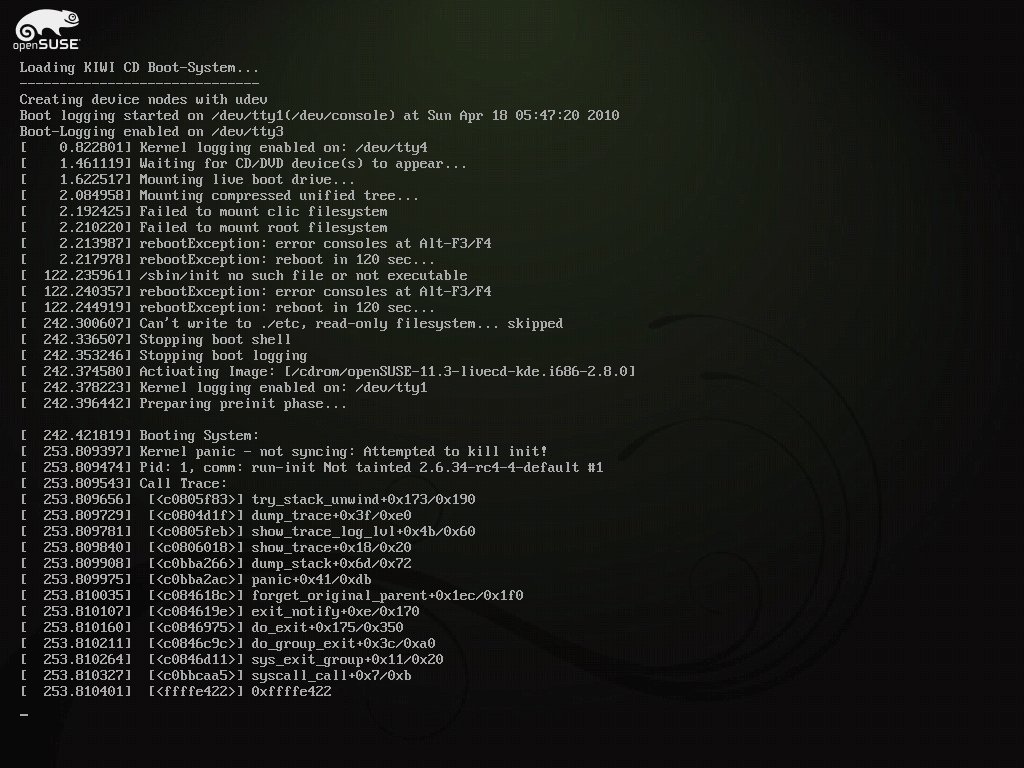 openSUSE
Loading KIWI CD Boot-System...
------------------------------
Creating device nodes with udev
Boot logging started on /dev/tty1(/dev/console) at Sun Apr 18 05:47:20 2010
Boot-Logging enabled on /dev/tty3
[    0.822801] Kernel logging enabled on: /dev/tty4
[    1.461119] Waiting for CD/DVD device(s) to appear...
[    1.622517] Mounting live boot drive...
[    2.084958] Mounting compressed unified tree...
[    2.192425] Failed to mount clic filesystem
[    2.210220] Failed to mount root filesystem
[    2.213987] rebootException: error consoles at Alt-F3/F4
[    2.217978] rebootException: reboot in 120 sec...
[  122.235961] /sbin/init no such file or not executable
[  122.240357] rebootException: error consoles at Alt-F3/F4
[  122.244919] rebootException: reboot in 120 sec...
[  242.300607] Can't write to ./etc, read-only filesystem... skipped
[  242.336507] Stopping boot shell
[  242.353246] Stopping boot logging
[  242.374580] Activating Image: [/cdrom/openSUSE-11.3-livecd-kde.i686-2.8.0]
[  242.378223] Kernel logging enabled on: /dev/tty1
[  242.396442] Preparing preinit phase...
[  242.421819] Booting System:
[  253.809397] Kernel panic - not syncing: Attempted to kill init!
[  253.809474] Pid: 1, comm: run-init Not tainted 2.6.34-rc4-4-default #1
[  253.809543] Call Trace:
[  253.809656]  [<c0805f83>] try_stack_unwind+0x173/0x190
[  253.809729]  [<c0804d1f>] dump_trace+0x3f/0xe0
[  253.809781]  [<c0805feb>] show_trace_log_lvl+0x4b/0x60
[  253.809840]  [<c0806018>] show_trace+0x18/0x20
[  253.809908]  [<c0bba266>] dump_stack+0x6d/0x72
[  253.809975]  [<c0bba2ac>] panic+0x41/0xdb
[  253.810035]  [<c084618c>] forget_original_parent+0x1ec/0x1f0
[  253.810107]  [<c084619e>] exit_notify+0xe/0x170
[  253.810160]  [<c0846975>] do_exit+0x175/0x350
[  253.810211]  [<c0846c9c>] do_group_exit+0x3c/0xa0
[  253.810264]  [<c0846d11>] sys_exit_group+0x11/0x20
[  253.810327]  [<c0bbcaa5>] syscall_call+0x7/0xb
[  253.810401]  [<ffffe422>] 0xffffe422
_